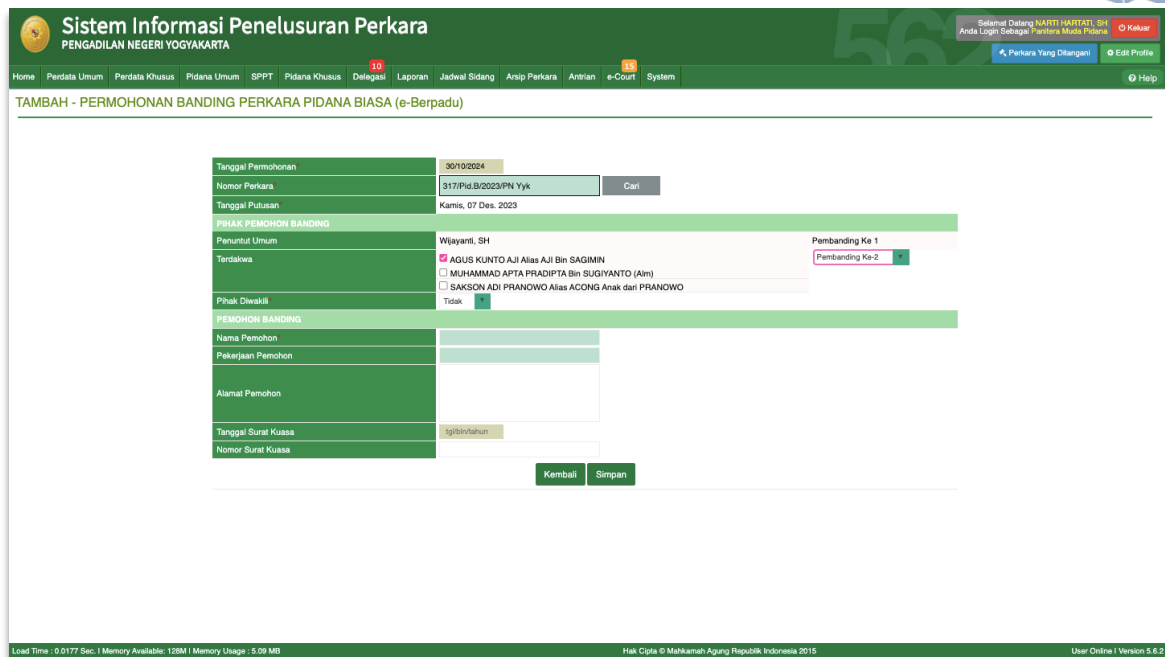 Sistem Informasi Penelusuran Perkara
PENGADILAN NEGERI YOGYAKARTA
562
Selamat Datang NARTI HARTATI, SH
Anda Login Sebagai Panitera Muda Pidana
Keluar
Perkara Yang Ditangani
Edit Profile
10
15
Home Perdata Umum Perdata Khusus Pidana Umum SPPT Pidana Khusus Delegasi Laporan Jadwal Sidang Arsip Perkara Antrian e-Court System
Help
TAMBAH - PERMOHONAN BANDING PERKARA PIDANA BIASA (e-Berpadu)
Tanggal Permohonan* 30/10/2024
Nomor Perkara* 317/Pid.B/2023/PN Yyk Cari
Tanggal Putusan* Kamis, 07 Des. 2023
PIHAK PEMOHON BANDING
Penuntut Umum Wijayanti, SH Pembanding Ke 1
Terdakwa AGUS KUNTO AJI Alias AJI Bin SAGIMIN Pembanding Ke-2
MUHAMMAD APTA PRADIPTA Bin SUGIYANTO (Alm)
SAKSON ADI PRANOWO Alias ACONG Anak dari PRANOWO
Pihak Diwakili* Tidak
PEMOHON BANDING
Nama Pemohon
Pekerjaan Pemohon
Alamat Pemohon
Tanggal Surat Kuasa tgl/bln/tahun
Nomor Surat Kuasa
Kembali Simpan
Load Time : 0.0177 Sec. | Memory Available: 128M | Memory Usage : 5.09 MB
Hak Cipta © Mahkamah Agung Republik Indonesia 2015
User Online | Version 5.6.2